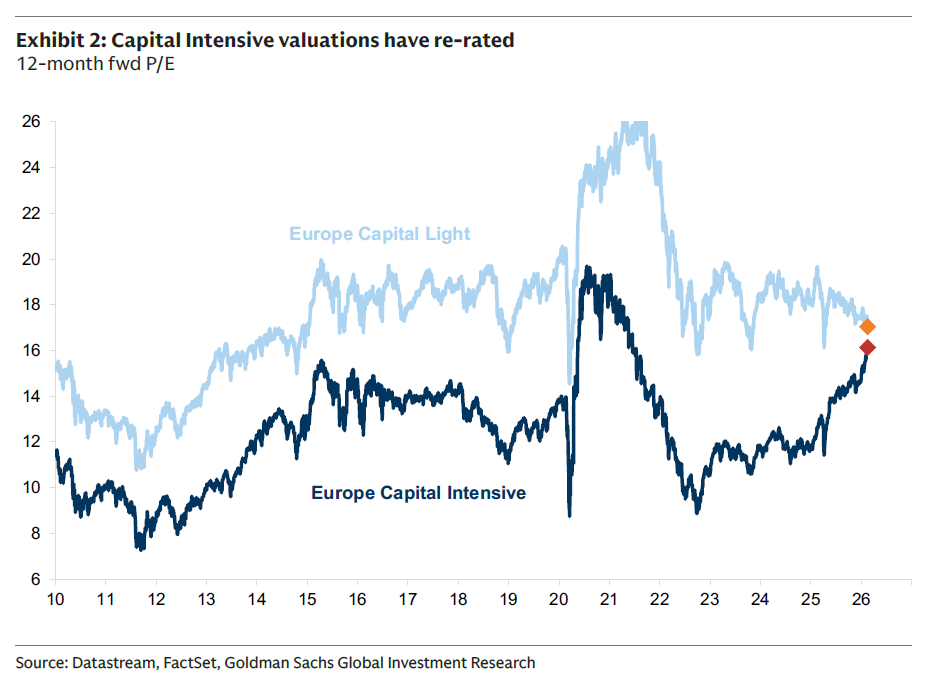 Exhibit 2: Capital Intensive valuations have re-rated
12-month fwd P/E
26
24
22
20
18
16
14
12
10
8
6
Europe Capital Light
Europe Capital Intensive
10 11 12 13 14 15 16 17 18 19 20 21 22 23 24 25 26
Source: Datastream, FactSet, Goldman Sachs Global Investment Research